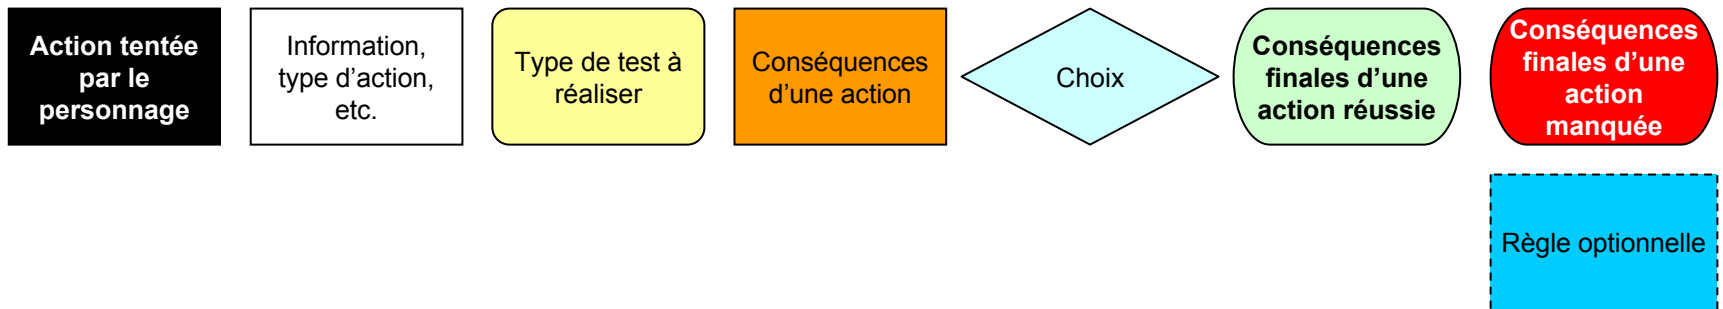 Action tentée
par le
personnage
Information,
type d’action,
etc.
Type de test à
réaliser
Conséquences
d’une action
Choix
Conséquences
finales d’une
action réussie
Conséquences
finales d’une
action
manquée
Règle optionnelle